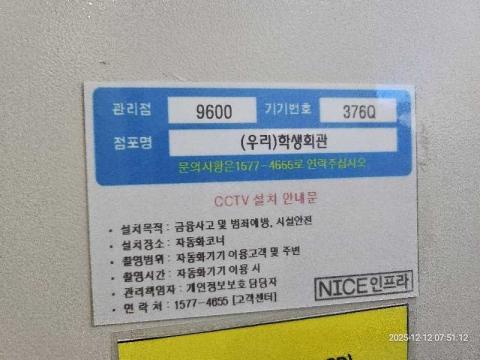 관리점 9600 기기번호 376Q
점포명 (우리)학생회관
문의사항은1577-4655로 연락주십시오
CCTV 설치 안내문
• 설치목적 : 금융사고 및 범죄예방, 시설안전
• 설치장소 : 자동화코너
• 촬영범위 : 자동화기기 이용고객 및 주변
• 촬영시간 : 자동화기기 이용 시
• 관리책임자 : 개인정보보호 담당자
• 연 락 처 : 1577-4655 [고객센터]
NICE인프라
2025-12-12 07:51:12